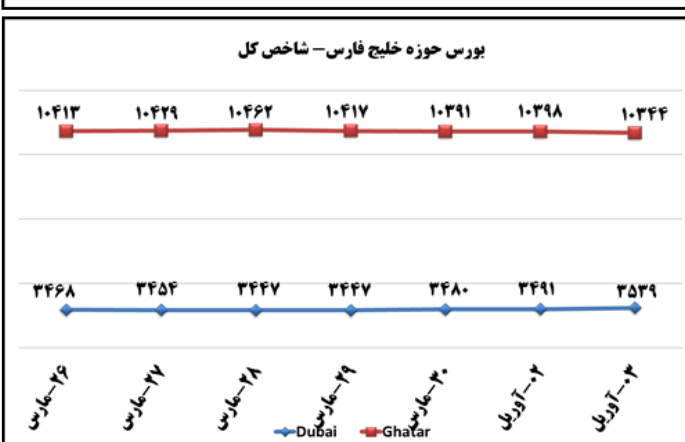 بورس حوزه خلیج فارس– شاخص کل
۱۰۴۱۳ ۱۰۴۲۹ ۱۰۴۶۲ ۱۰۴۱۷ ۱۰۳۹۱ ۱۰۳۹۸ ۱۰۳۴۴
۳۴۶۸ ۳۴۵۴ ۳۴۴۷ ۳۴۴۷ ۳۴۸۰ ۳۴۹۱ ۳۵۳۹
۲۶-مارس
۲۷-مارس
۲۸-مارس
۲۹-مارس
۳۰-مارس
۰۲-آوریل
۰۳-آوریل
Dubai Ghatar